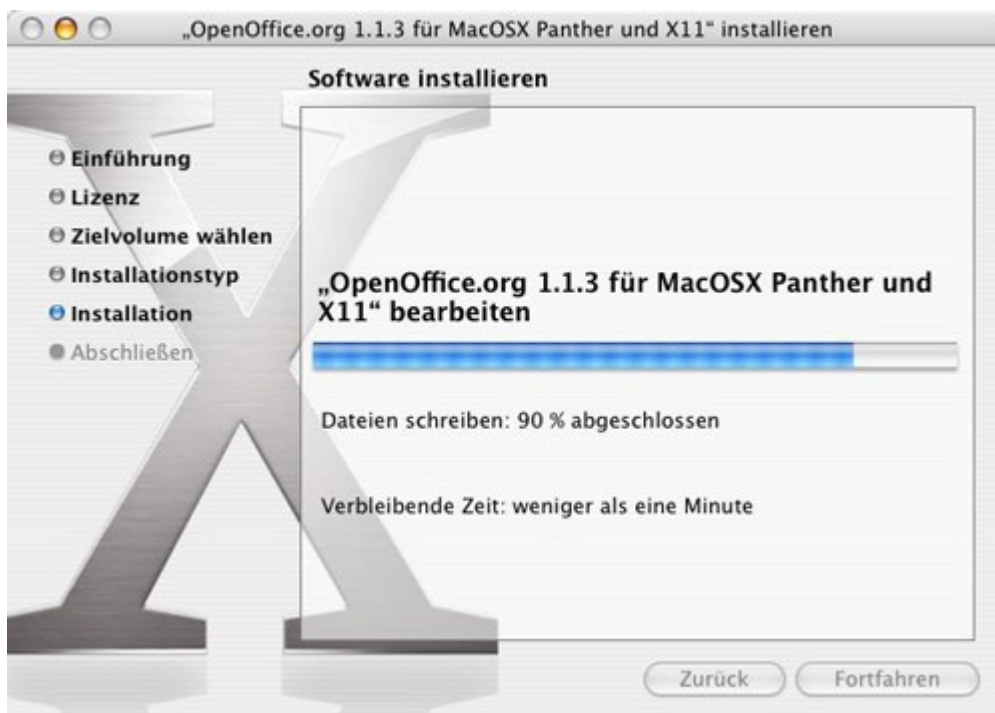 „OpenOffice.org 1.1.3 für MacOSX Panther und X11“ installieren
Software installieren
Einführung
Lizenz
Zielvolume wählen
Installationstyp
Installation
Abschließen
„OpenOffice.org 1.1.3 für MacOSX Panther und
X11“ bearbeiten
Dateien schreiben: 90 % abgeschlossen
Verbleibende Zeit: weniger als eine Minute
Zurück
Fortfahren